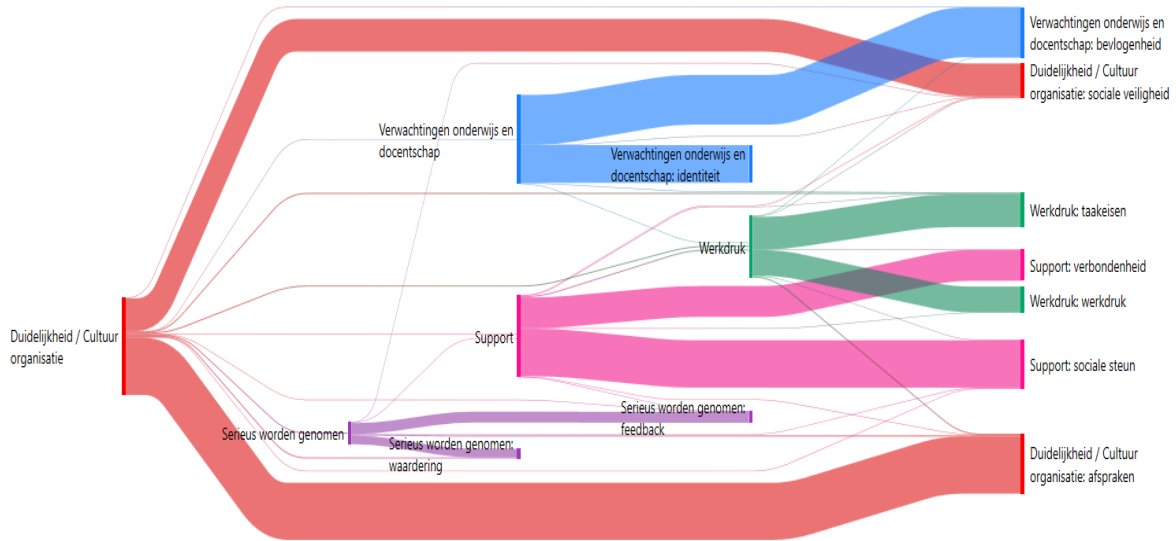 Verwachtingen onderwijs en
docentschap: bevlogenheid
Duidelijkheid / Cultuur
organisatie: sociale veiligheid
Verwachtingen onderwijs en
docentschap
Verwachtingen onderwijs en
docentschap: identiteit
Werkdruk: taakeisen
Werkdruk
Support: verbondenheid
Werkdruk: werkdruk
Duidelijkheid / Cultuur
organisatie
Support
Support: sociale steun
Serieus worden genomen:
feedback
Serieus worden genomen
Serieus worden genomen:
waardering
Duidelijkheid / Cultuur
organisatie: afspraken